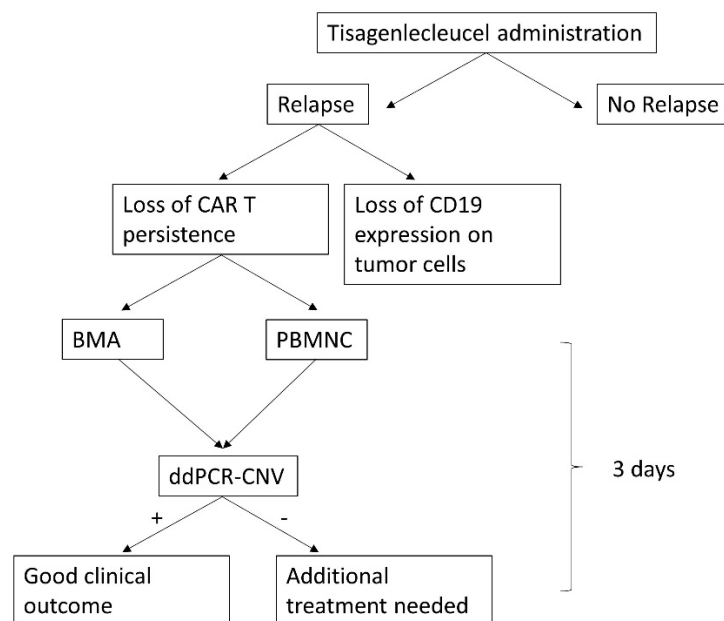 Tisagenlecleucel administration
Relapse
No Relapse
Loss of CAR T
persistence
Loss of CD19
expression on
tumor cells
BMA
PBMNC
ddPCR-CNV
3 days
+
-
Good clinical
outcome
Additional
treatment needed